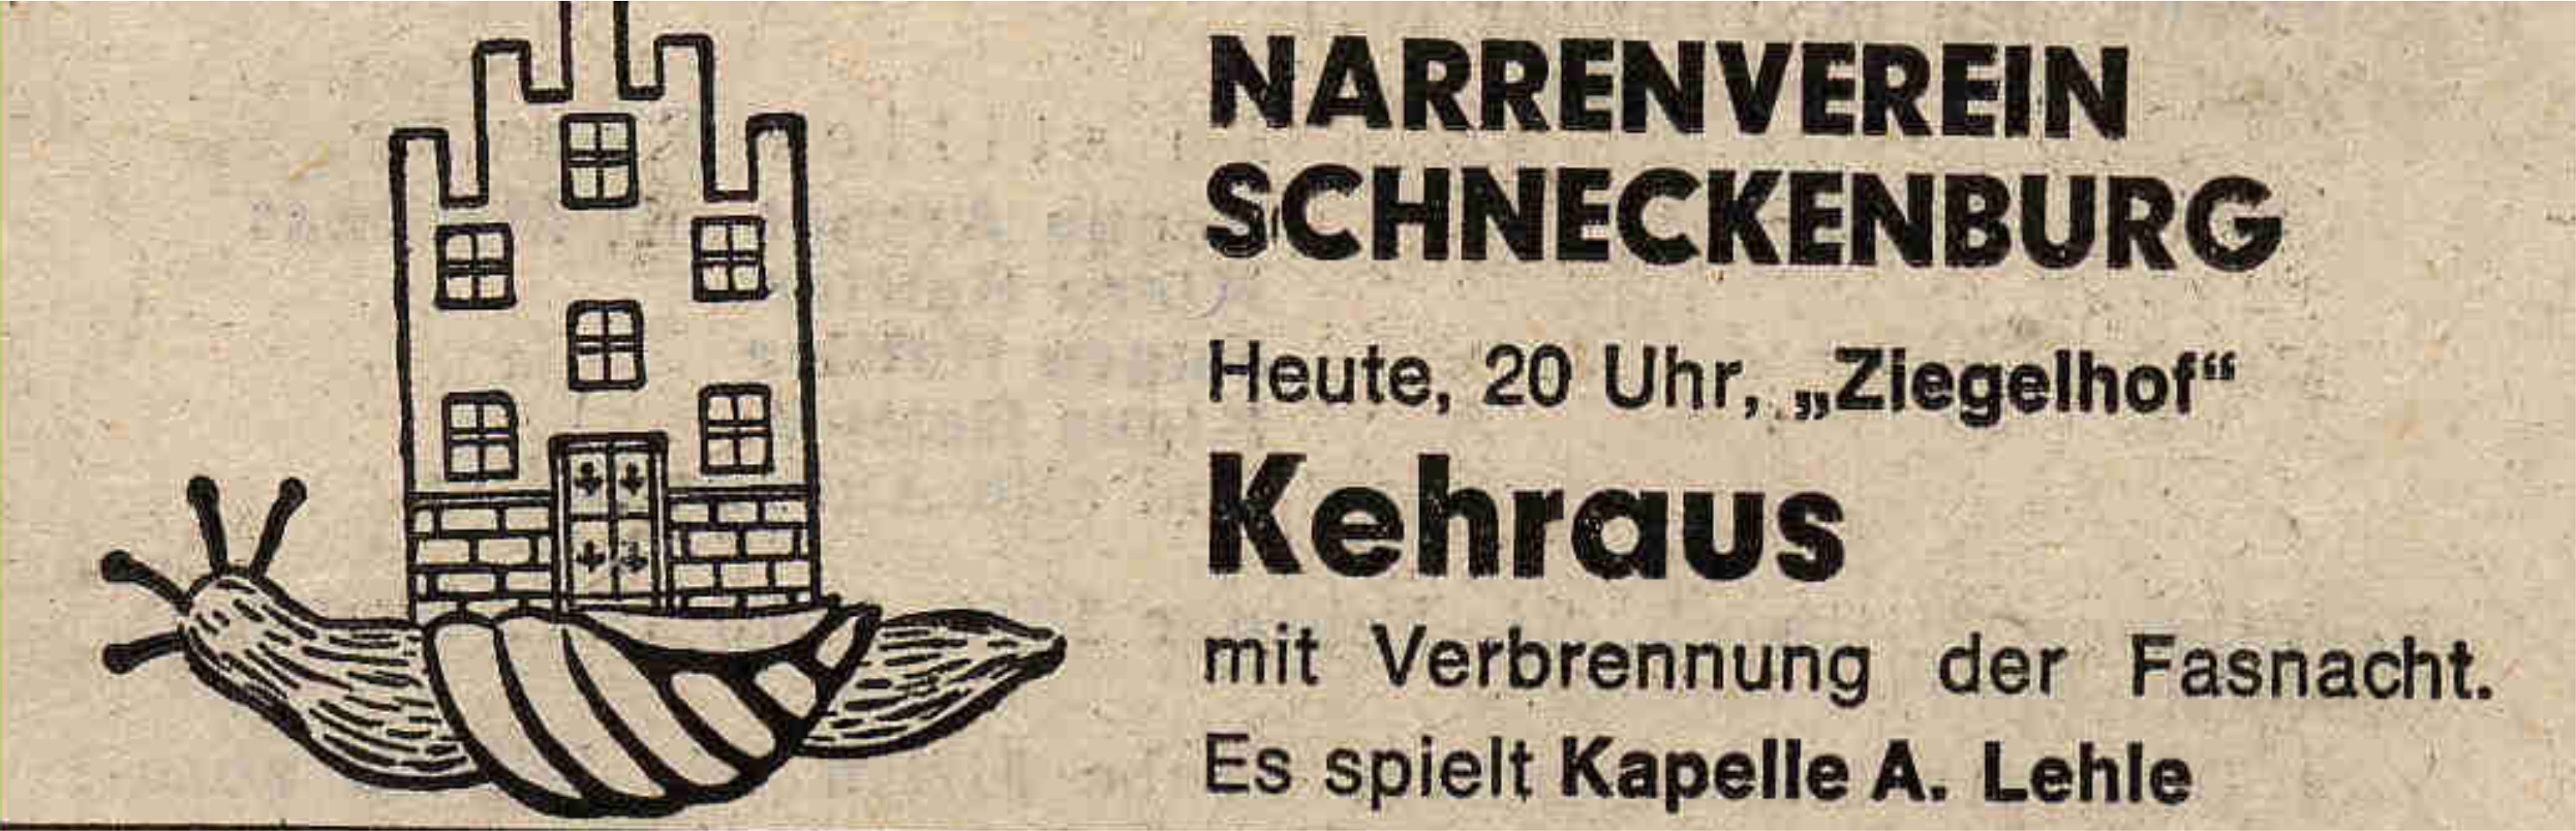 NARRENVEREIN
SCHNECKENBURG
Heute, 20 Uhr, „Ziegelhof“
Kehraus
mit Verbrennung der Fasnacht.
Es spielt Kapelle A. Lehle